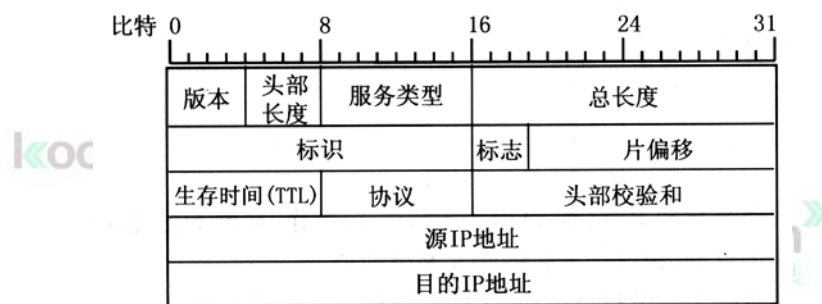 比特 0 8 16 24 31
版本 头部长度 服务类型 总长度
标识 标志 片偏移
生存时间(TTL) 协议 头部校验和
源IP地址
目的IP地址